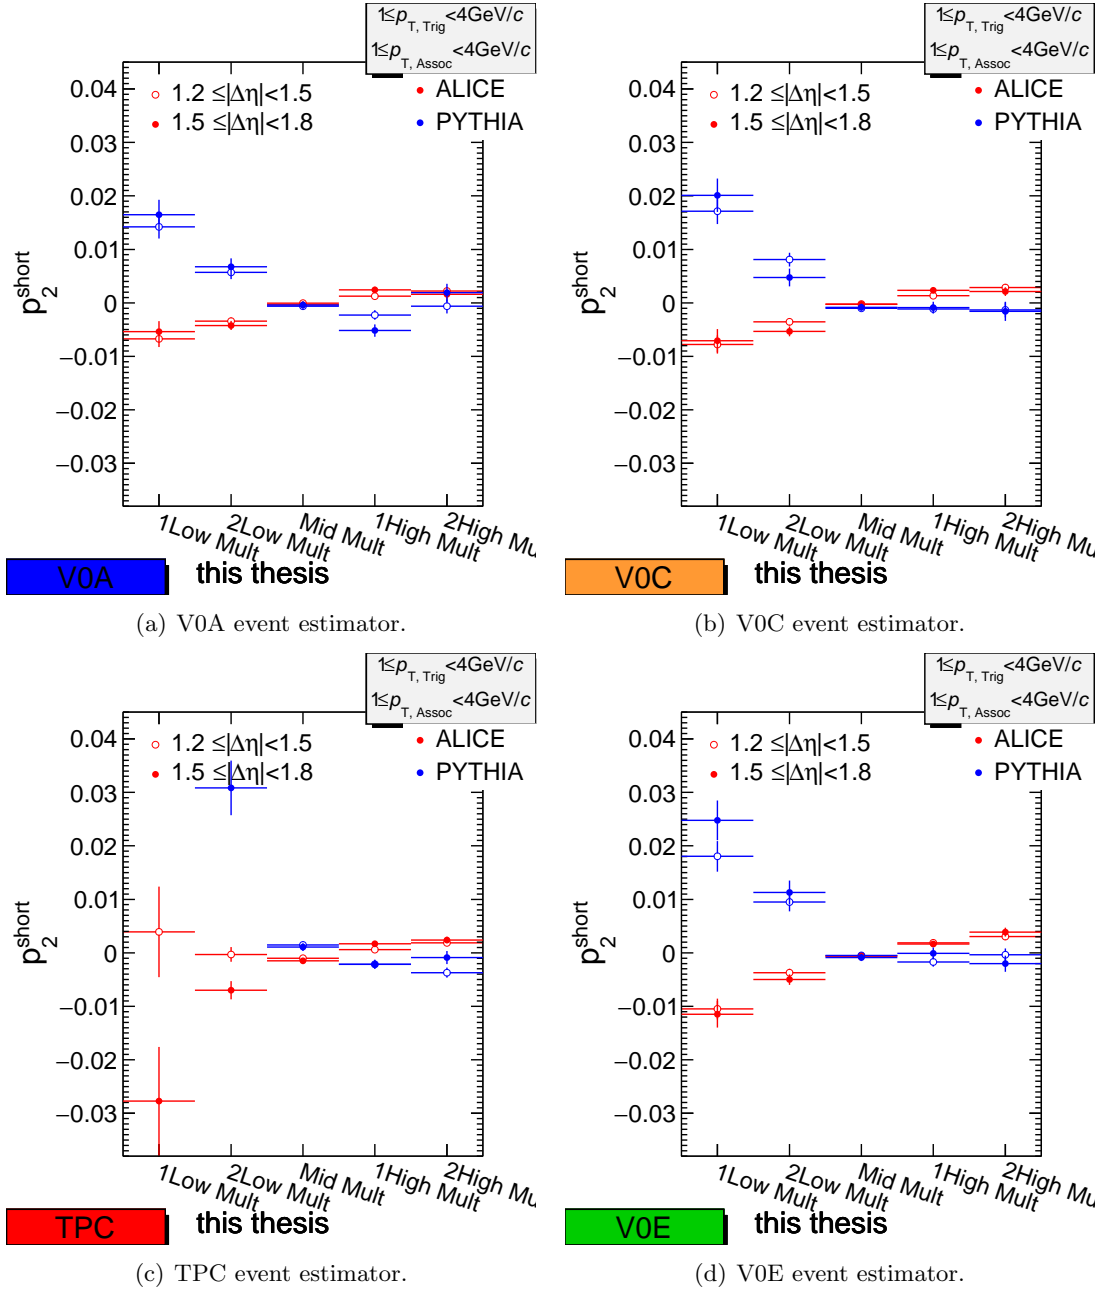 1≤p_T, Trig<4GeV/c
1≤p_T, Assoc<4GeV/c
1.2 ≤|Δη|<1.5
1.5 ≤|Δη|<1.8
ALICE
PYTHIA
p_2^short
0.04
0.03
0.02
0.01
0
−0.01
−0.02
−0.03
1Low Mult
2Low Mult
Mid Mult
1High Mult
2High Mu
V0A
this thesis
(a) V0A event estimator.
1≤p_T, Trig<4GeV/c
1≤p_T, Assoc<4GeV/c
1.2 ≤|Δη|<1.5
1.5 ≤|Δη|<1.8
ALICE
PYTHIA
p_2^short
0.04
0.03
0.02
0.01
0
−0.01
−0.02
−0.03
1Low Mult
2Low Mult
Mid Mult
1High Mult
2High Mu
V0C
this thesis
(b) V0C event estimator.
1≤p_T, Trig<4GeV/c
1≤p_T, Assoc<4GeV/c
1.2 ≤|Δη|<1.5
1.5 ≤|Δη|<1.8
ALICE
PYTHIA
p_2^short
0.04
0.03
0.02
0.01
0
−0.01
−0.02
−0.03
1Low Mult
2Low Mult
Mid Mult
1High Mult
2High Mu
TPC
this thesis
(c) TPC event estimator.
1≤p_T, Trig<4GeV/c
1≤p_T, Assoc<4GeV/c
1.2 ≤|Δη|<1.5
1.5 ≤|Δη|<1.8
ALICE
PYTHIA
p_2^short
0.04
0.03
0.02
0.01
0
−0.01
−0.02
−0.03
1Low Mult
2Low Mult
Mid Mult
1High Mult
2High Mu
V0E
this thesis
(d) V0E event estimator.